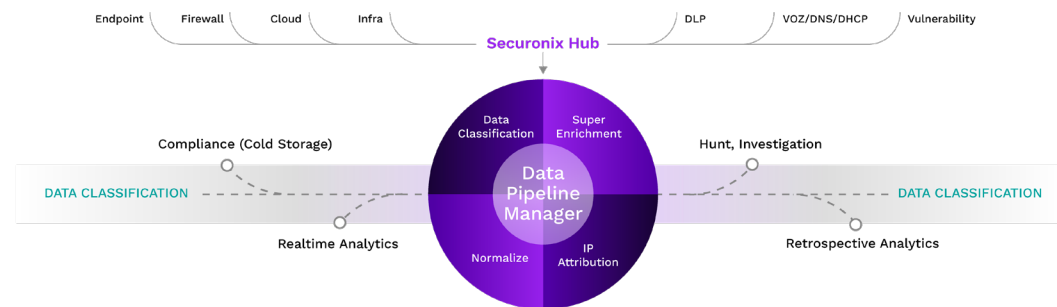 Endpoint
Firewall
Cloud
Infra
DLP
VOZ/DNS/DHCP
Vulnerability
Securonix Hub
Data
Classification
Super
Enrichment
Compliance (Cold Storage)
Hunt, Investigation
Data
Pipeline
Manager
DATA CLASSIFICATION
DATA CLASSIFICATION
Realtime Analytics
Retrospective Analytics
Normalize
IP
Attribution